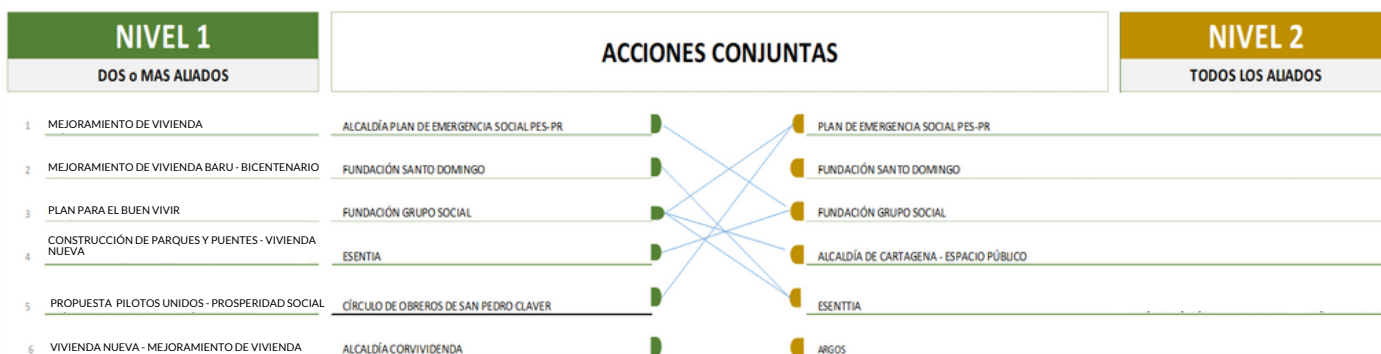 NIVEL 1
DOS o MAS ALIADOS
ACCIONES CONJUNTAS
NIVEL 2
TODOS LOS ALIADOS
1 MEJORAMIENTO DE VIVIENDA ALCALDÍA PLAN DE EMERGENCIA SOCIAL PES-PR PLAN DE EMERGENCIA SOCIAL PES-PR
2 MEJORAMIENTO DE VIVIENDA BARU - BICENTENARIO FUNDACIÓN SANTO DOMINGO FUNDACIÓN SANTO DOMINGO
3 PLAN PARA EL BUEN VIVIR FUNDACIÓN GRUPO SOCIAL FUNDACIÓN GRUPO SOCIAL
4 CONSTRUCCIÓN DE PARQUES Y PUENTES - VIVIENDA
NUEVA ESENTIA ALCALDÍA DE CARTAGENA - ESPACIO PÚBLICO
5 PROPUESTA PILOTOS UNIDOS - PROSPERIDAD SOCIAL CÍRCULO DE OBREROS DE SAN PEDRO CLAVER ESENTTIA
6 VIVIENDA NUEVA - MEJORAMIENTO DE VIVIENDA ALCALDÍA CORVIVIDENDA ARGOS